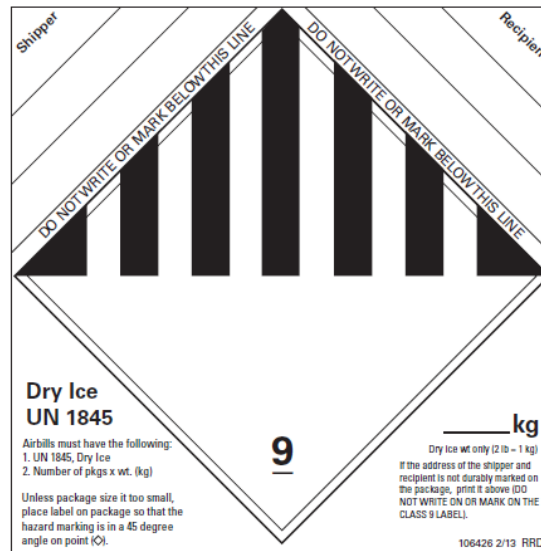 Shipper
Recipient
DO NOT WRITE OR MARK BELOW THIS LINE
DO NOT WRITE OR MARK BELOW THIS LINE
Dry Ice
UN 1845
Airbills must have the following:
1. UN 1845, Dry Ice
2. Number of pkgs x wt. (kg)
Unless package size it too small,
place label on package so that the
hazard marking is in a 45 degree
angle on point (◇).
9
____kg
Dry Ice wt only (2 lb = 1 kg)
If the address of the shipper and
recipient is not durably marked on
the package, print it above (DO
NOT WRITE ON OR MARK ON THE
CLASS 9 LABEL).
106426 2/13 RRD